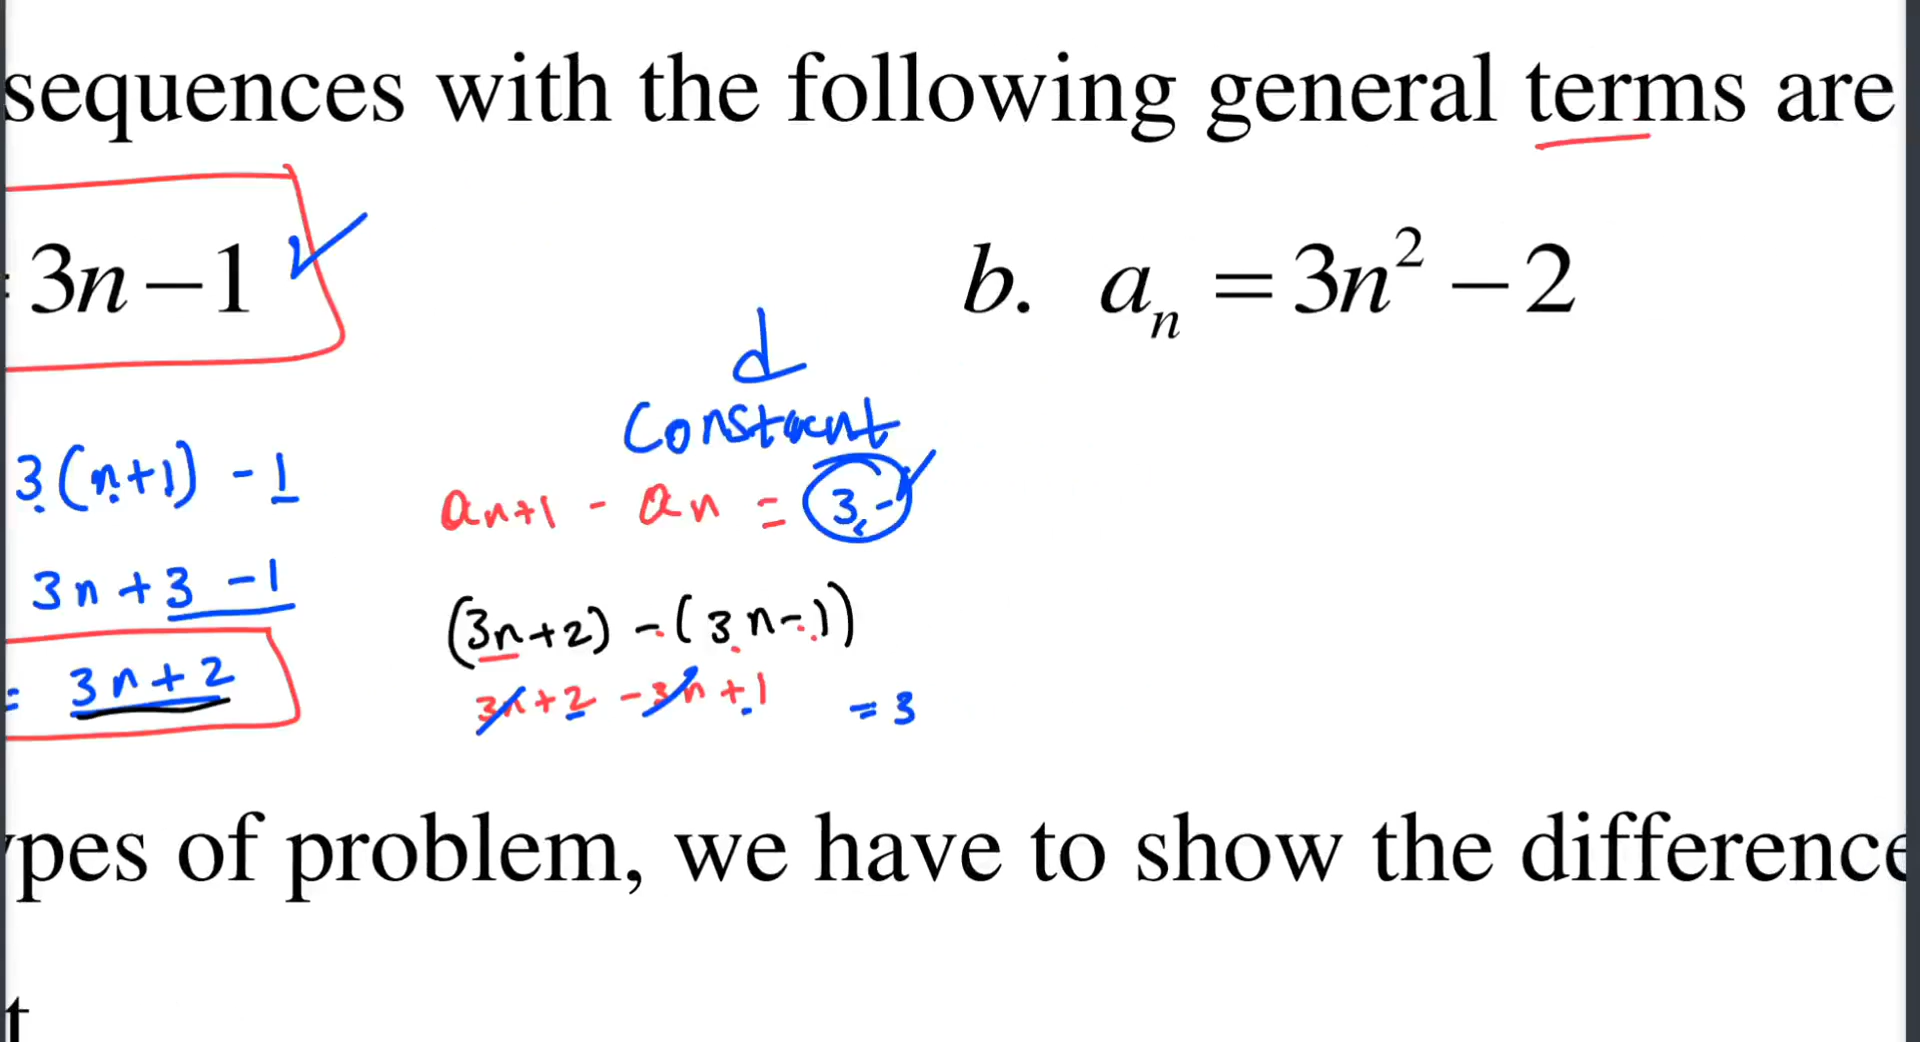 sequences with the following general terms are
3n – 1
b. aₙ = 3n² – 2
d
Constant
3(n+1) - 1
aₙ₊₁ - aₙ = 3
3n + 3 - 1
(3n+2) - (3n-1)
= 3n + 2
3n+2 - 3n + 1 = 3
pes of problem, we have to show the difference
t